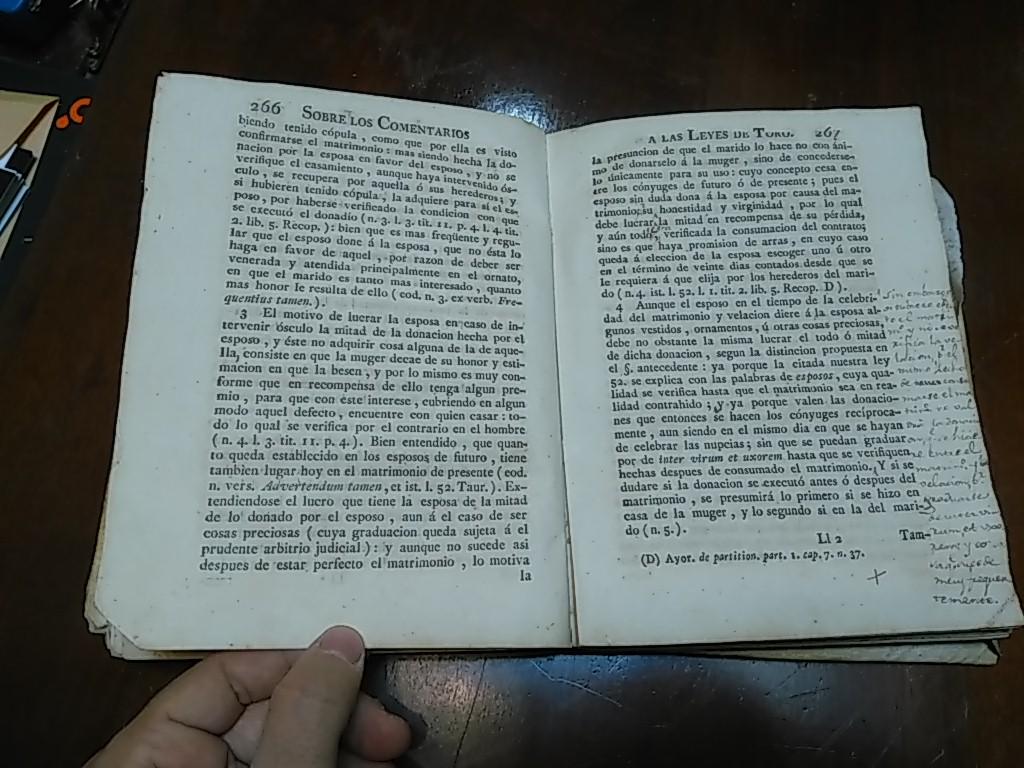 266 SOBRE LOS COMENTARIOS
biendo tenido cópula, como que por ella es visto
confirmarse el matrimonio: mas siendo hecha la do-
nacion por la esposa en favor del esposo, y no se
verifique el casamiento, aunque haya intervenido ós-
culo, se recupera por aquella ó sus herederos; y
si hubieren tenido cópula, la adquiere para sí el es-
poso, por haberse verificado la condicion con que
se executó el donadío (n. 3. l. 3. tit. 11. p. 4. l. 4. tit.
2. lib. 5. Recop.): bien que es mas freqüente y regu-
lar que el esposo done á la esposa, que no ésta lo
haga en favor de aquel, por razon de deber ser
venerada y atendida principalmente en el ornato,
en que el marido es tanto mas interesado, quanto
mas honor le resulta de ello (cod. n. 3. ex verb. Fre-
quentius tamen.).
3 El motivo de lucrar la esposa en caso de in-
tervenir ósculo la mitad de la donacion hecha por el
esposo, y éste no adquirir cosa alguna de la de aque-
lla, consiste en que la muger decae de su honor y esti-
macion en que la besen, y por lo mismo es muy con-
forme que en recompensa de ello tenga algun pre-
mio, para que con este interese, cubriendo en algun
modo aquel defecto, encuentre con quien casar: to-
do lo qual se verifica por el contrario en el hombre
(n. 4. l. 3. tit. 11. p. 4.). Bien entendido, que quan-
to queda establecido en los esposos de futuro, tiene
tambien lugar hoy en el matrimonio de presente (eod.
n. vers. Advertendum tamen, et ist. l. 52. Taur.). Ex-
tendiendose el lucro que tiene la esposa de la mitad
de lo donado por el esposo, aun á el caso de ser
cosas preciosas (cuya graduacion queda sujeta á el
prudente arbitrio judicial): y aunque no sucede asi
despues de estar perfecto el matrimonio, lo motiva
la
A LAS LEYES DE TORO. 267
la presuncion de que el marido lo hace no con áni-
mo de donarselo á la muger, sino de concederse-
lo únicamente para su uso: cuyo concepto cesa en-
tre los cónyuges de futuro ó de presente; pues el
esposo sin duda dona á la esposa por causa del ma-
trimonio, su honestidad y virginidad, por lo qual
debe lucrar la mitad en recompensa de su pérdida,
y aun todo, verificada la consumacion del contrato;
sino es que haya promision de arras, en cuyo caso
queda á eleccion de la esposa escoger uno ú otro
en el término de veinte dias contados desde que se
le requiera á que elija por los herederos del mari-
do (n. 4. ist. l. 52. l. 1. tit. 2. lib. 5. Recop. D).
4 Aunque el esposo en el tiempo de la celebri-
dad del matrimonio y velacion diere á la esposa al-
gunos vestidos, ornamentos, ú otras cosas preciosas,
debe no obstante la misma lucrar el todo ó mitad
de dicha donacion, segun la distincion propuesta en
el §. antecedente: ya porque la citada nuestra ley
52. se explica con las palabras de esposos, cuya qua-
lidad se verifica hasta que el matrimonio sea en rea-
lidad contrahido; y ya porque valen las donacio-
nes que entonces se hacen los cónyuges recíproca-
mente, aun siendo en el mismo dia en que se hayan
de celebrar las nupcias; sin que se puedan graduar
por de inter virum et uxorem hasta que se verifiquen
hechas despues de consumado el matrimonio. Y si se
dudare si la donacion se executó antes ó despues del
matrimonio, se presumirá lo primero si se hizo en
casa de la muger, y lo segundo si en la del mari-
do (n. 5.).
Ll 2 Tam-
(D) Ayor. de partition. part. 1. cap. 7. n. 37.
Sin embargo